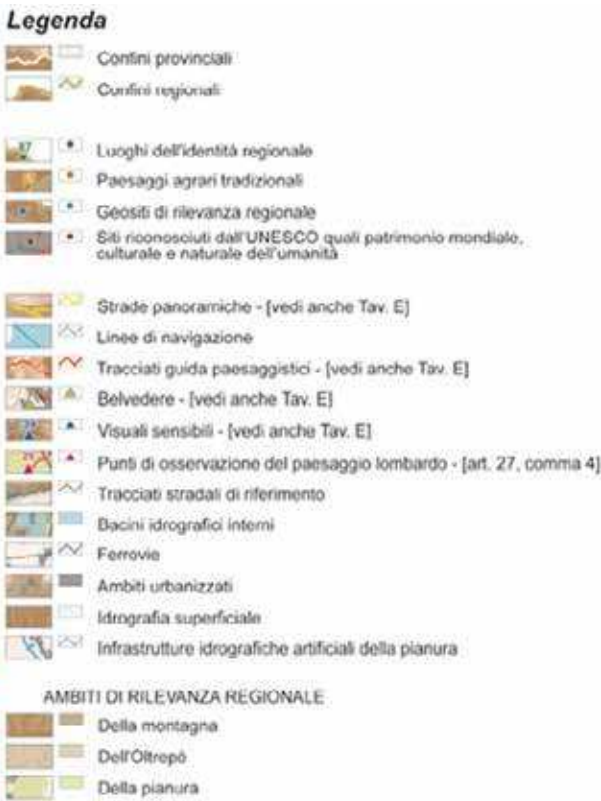 Legenda
Confini provinciali
Confini regionali
Luoghi dell'identità regionale
Paesaggi agrari tradizionali
Geositi di rilevanza regionale
Siti riconosciuti dall'UNESCO quali patrimonio mondiale,
culturale e naturale dell'umanità
Strade panoramiche - [vedi anche Tav. E]
Linee di navigazione
Tracciati guida paesaggistici - [vedi anche Tav. E]
Belvedere - [vedi anche Tav. E]
Visuali sensibili - [vedi anche Tav. E]
Punti di osservazione del paesaggio lombardo - [art. 27, comma 4]
Tracciati stradali di riferimento
Bacini idrografici interni
Ferrovie
Ambiti urbanizzati
Idrografia superficiale
Infrastrutture idrografiche artificiali della pianura
AMBITI DI RILEVANZA REGIONALE
Della montagna
Dell'Oltrepò
Della pianura